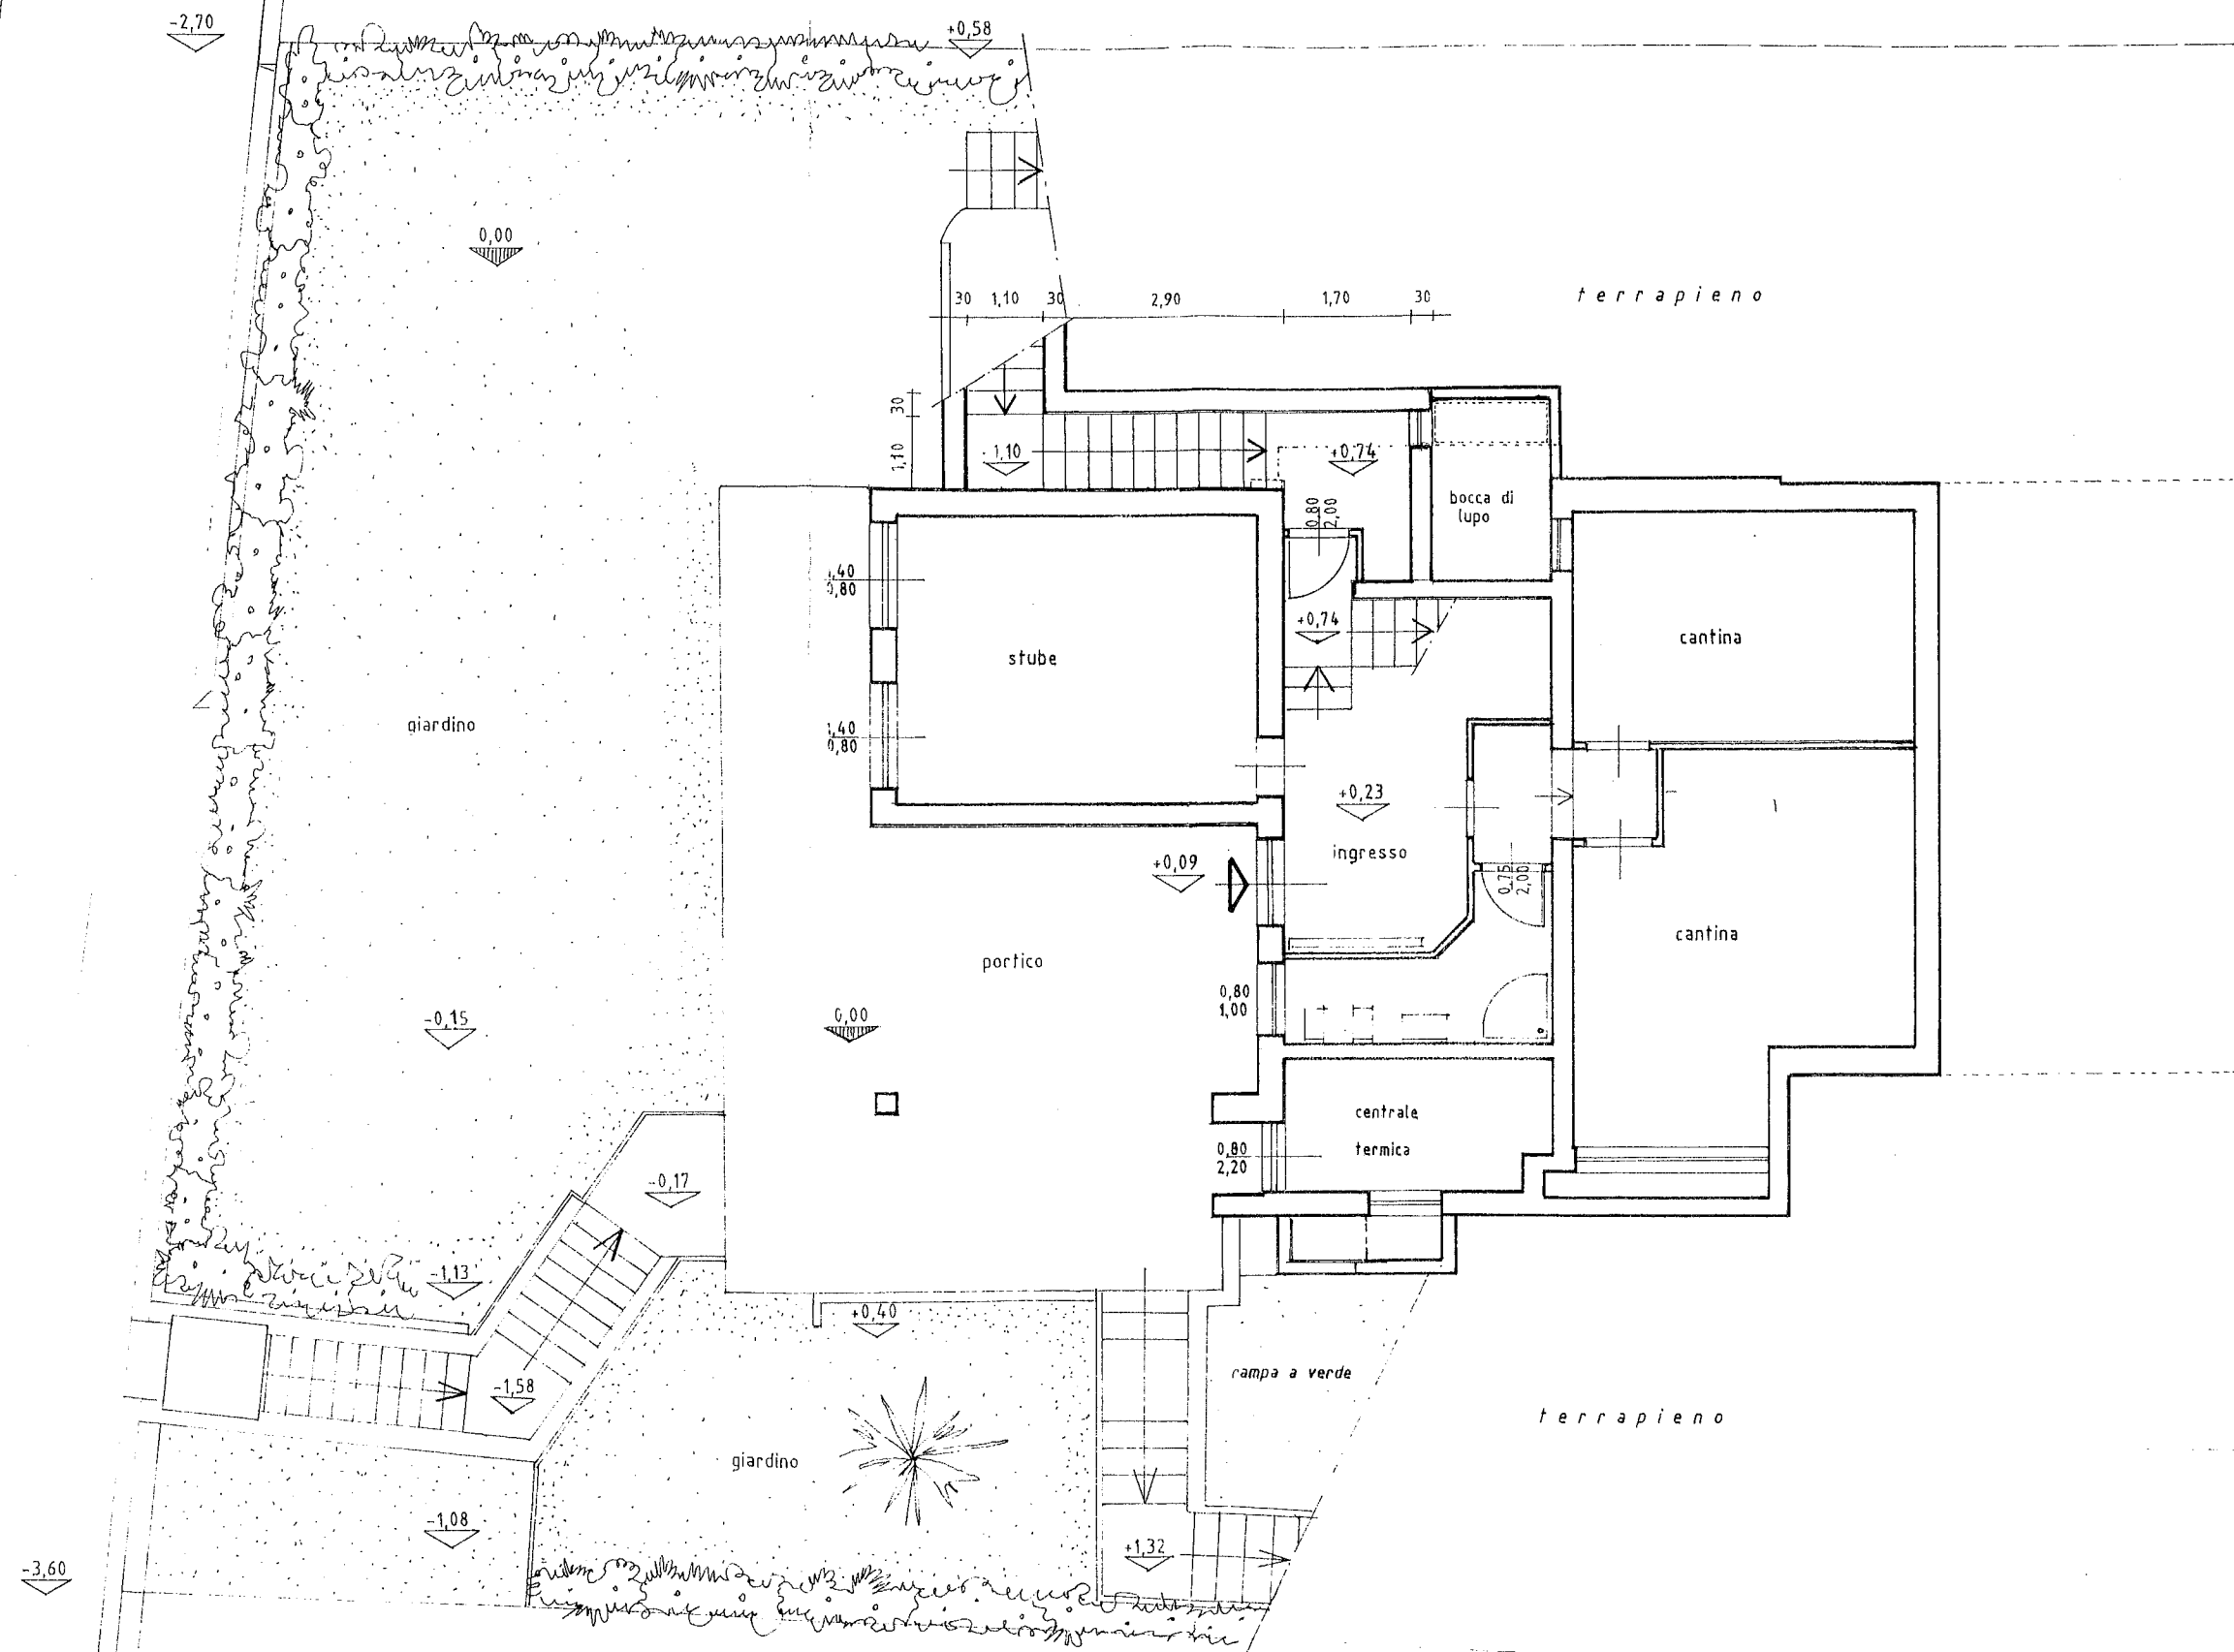 -2,70
+0,58
0,00
30 1,10 30 2,90 1,70 30
terrapieno
30
1,10
1,10
+0,74
bocca di
lupo
0,80
2,00
1,40
0,80
+0,74
cantina
stube
giardino
1,40
0,80
+0,23
ingresso
+0,09
0,75
2,00
cantina
portico
0,80
1,00
-0,15
0,00
centrale
termica
0,80
2,20
-0,17
-1,13
+0,40
rampa a verde
-1,58
terrapieno
giardino
-1,08
+1,32
-3,60